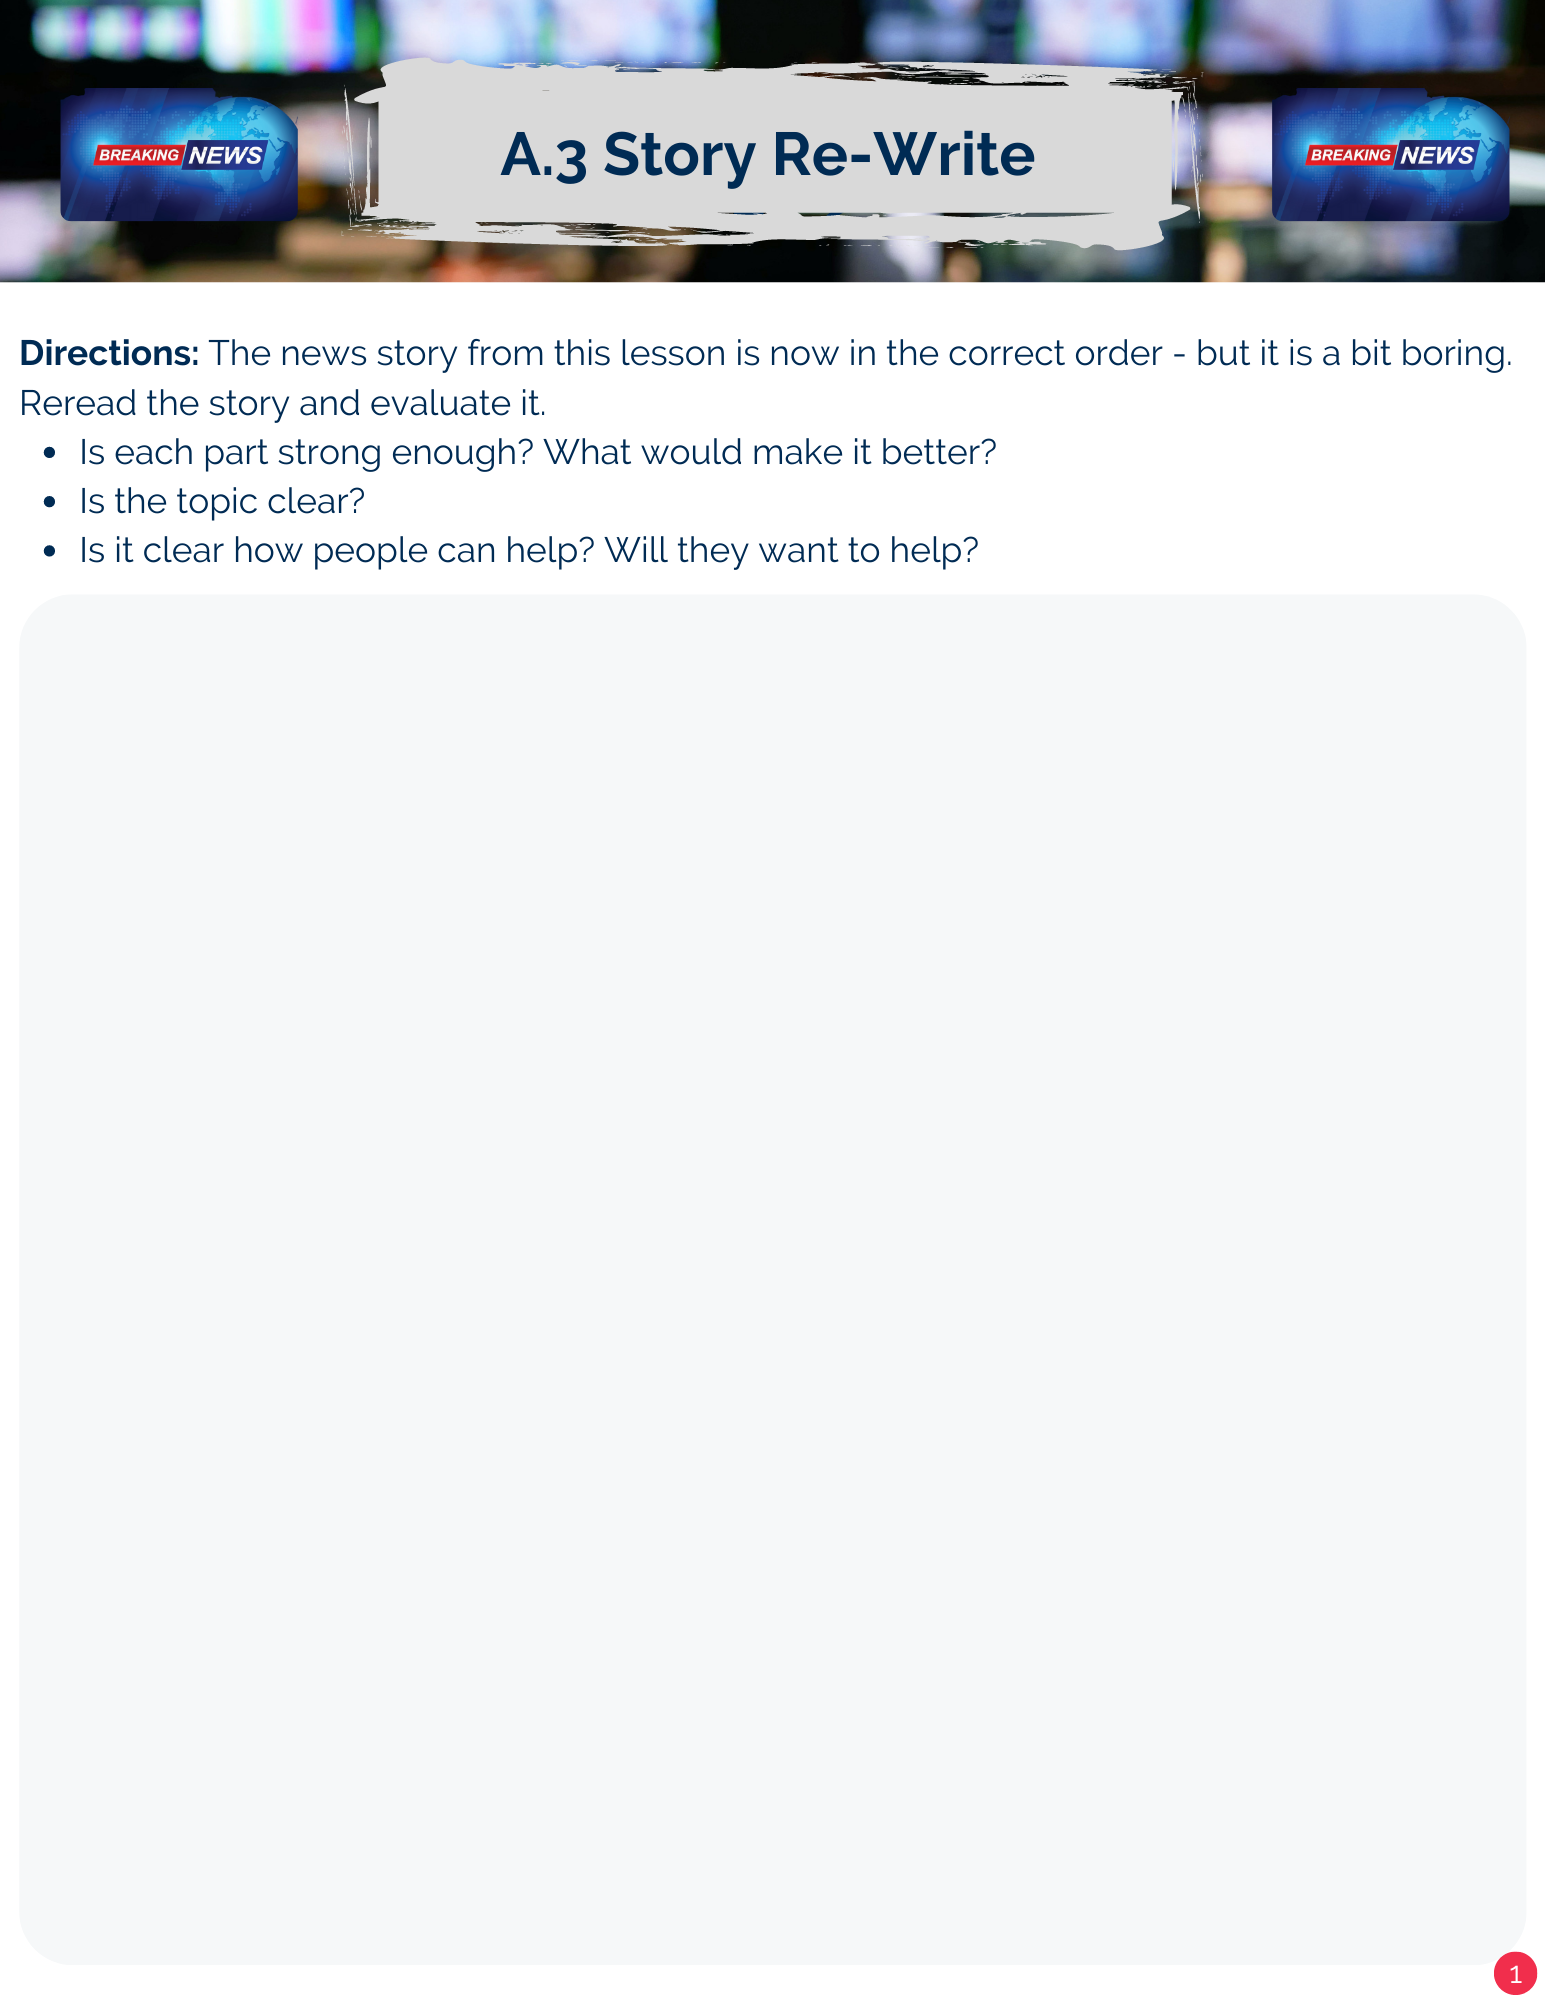 BREAKING NEWS
A.3 Story Re-Write
BREAKING NEWS
Directions: The news story from this lesson is now in the correct order - but it is a bit boring.
Reread the story and evaluate it.
• Is each part strong enough? What would make it better?
• Is the topic clear?
• Is it clear how people can help? Will they want to help?
1